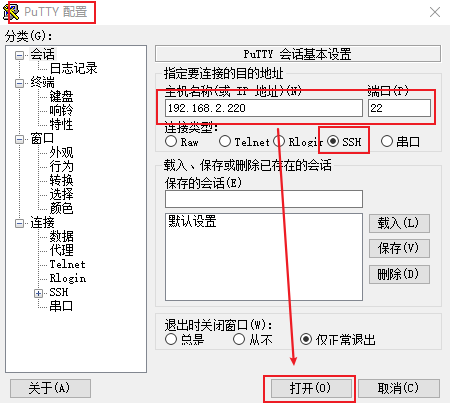 PuTTY 配置
分类(G):
会话
日志记录
终端
键盘
响铃
特性
窗口
外观
行为
转换
选择
颜色
连接
数据
代理
Telnet
Rlogin
SSH
串口
PuTTY 会话基本设置
指定要连接的目的地址
主机名称(或 IP 地址)(N) 端口(P)
192.168.2.220 22
连接类型:
Raw Telnet Rlogin SSH 串口
载入、保存或删除已存在的会话
保存的会话(E)
默认设置
载入(L)
保存(V)
删除(D)
退出时关闭窗口(W):
总是 从不 仅正常退出
关于(A) 打开(O) 取消(C)